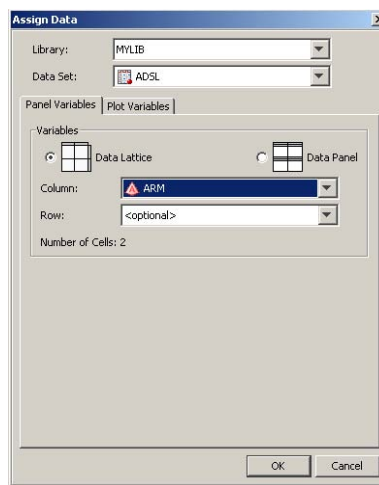 Assign Data
Library: MYLIB
Data Set: ADSL
Panel Variables Plot Variables
Variables
Data Lattice Data Panel
Column: ARM
Row: <optional>
Number of Cells: 2
OK Cancel